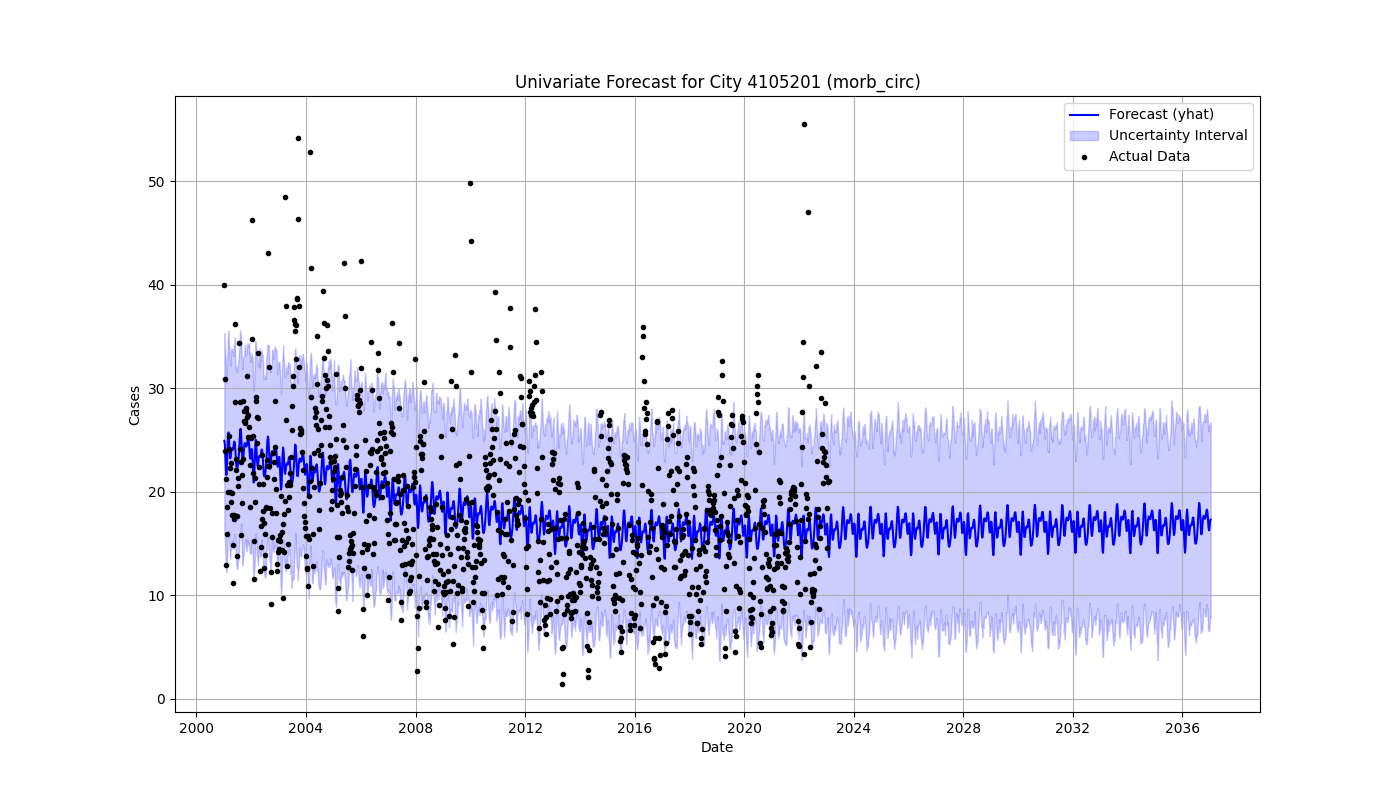 Univariate Forecast for City 4105201 (morb_circ)
Forecast (yhat)
Uncertainty Interval
Actual Data
Cases
50
40
30
20
10
0
2000 2004 2008 2012 2016 2020 2024 2028 2032 2036
Date